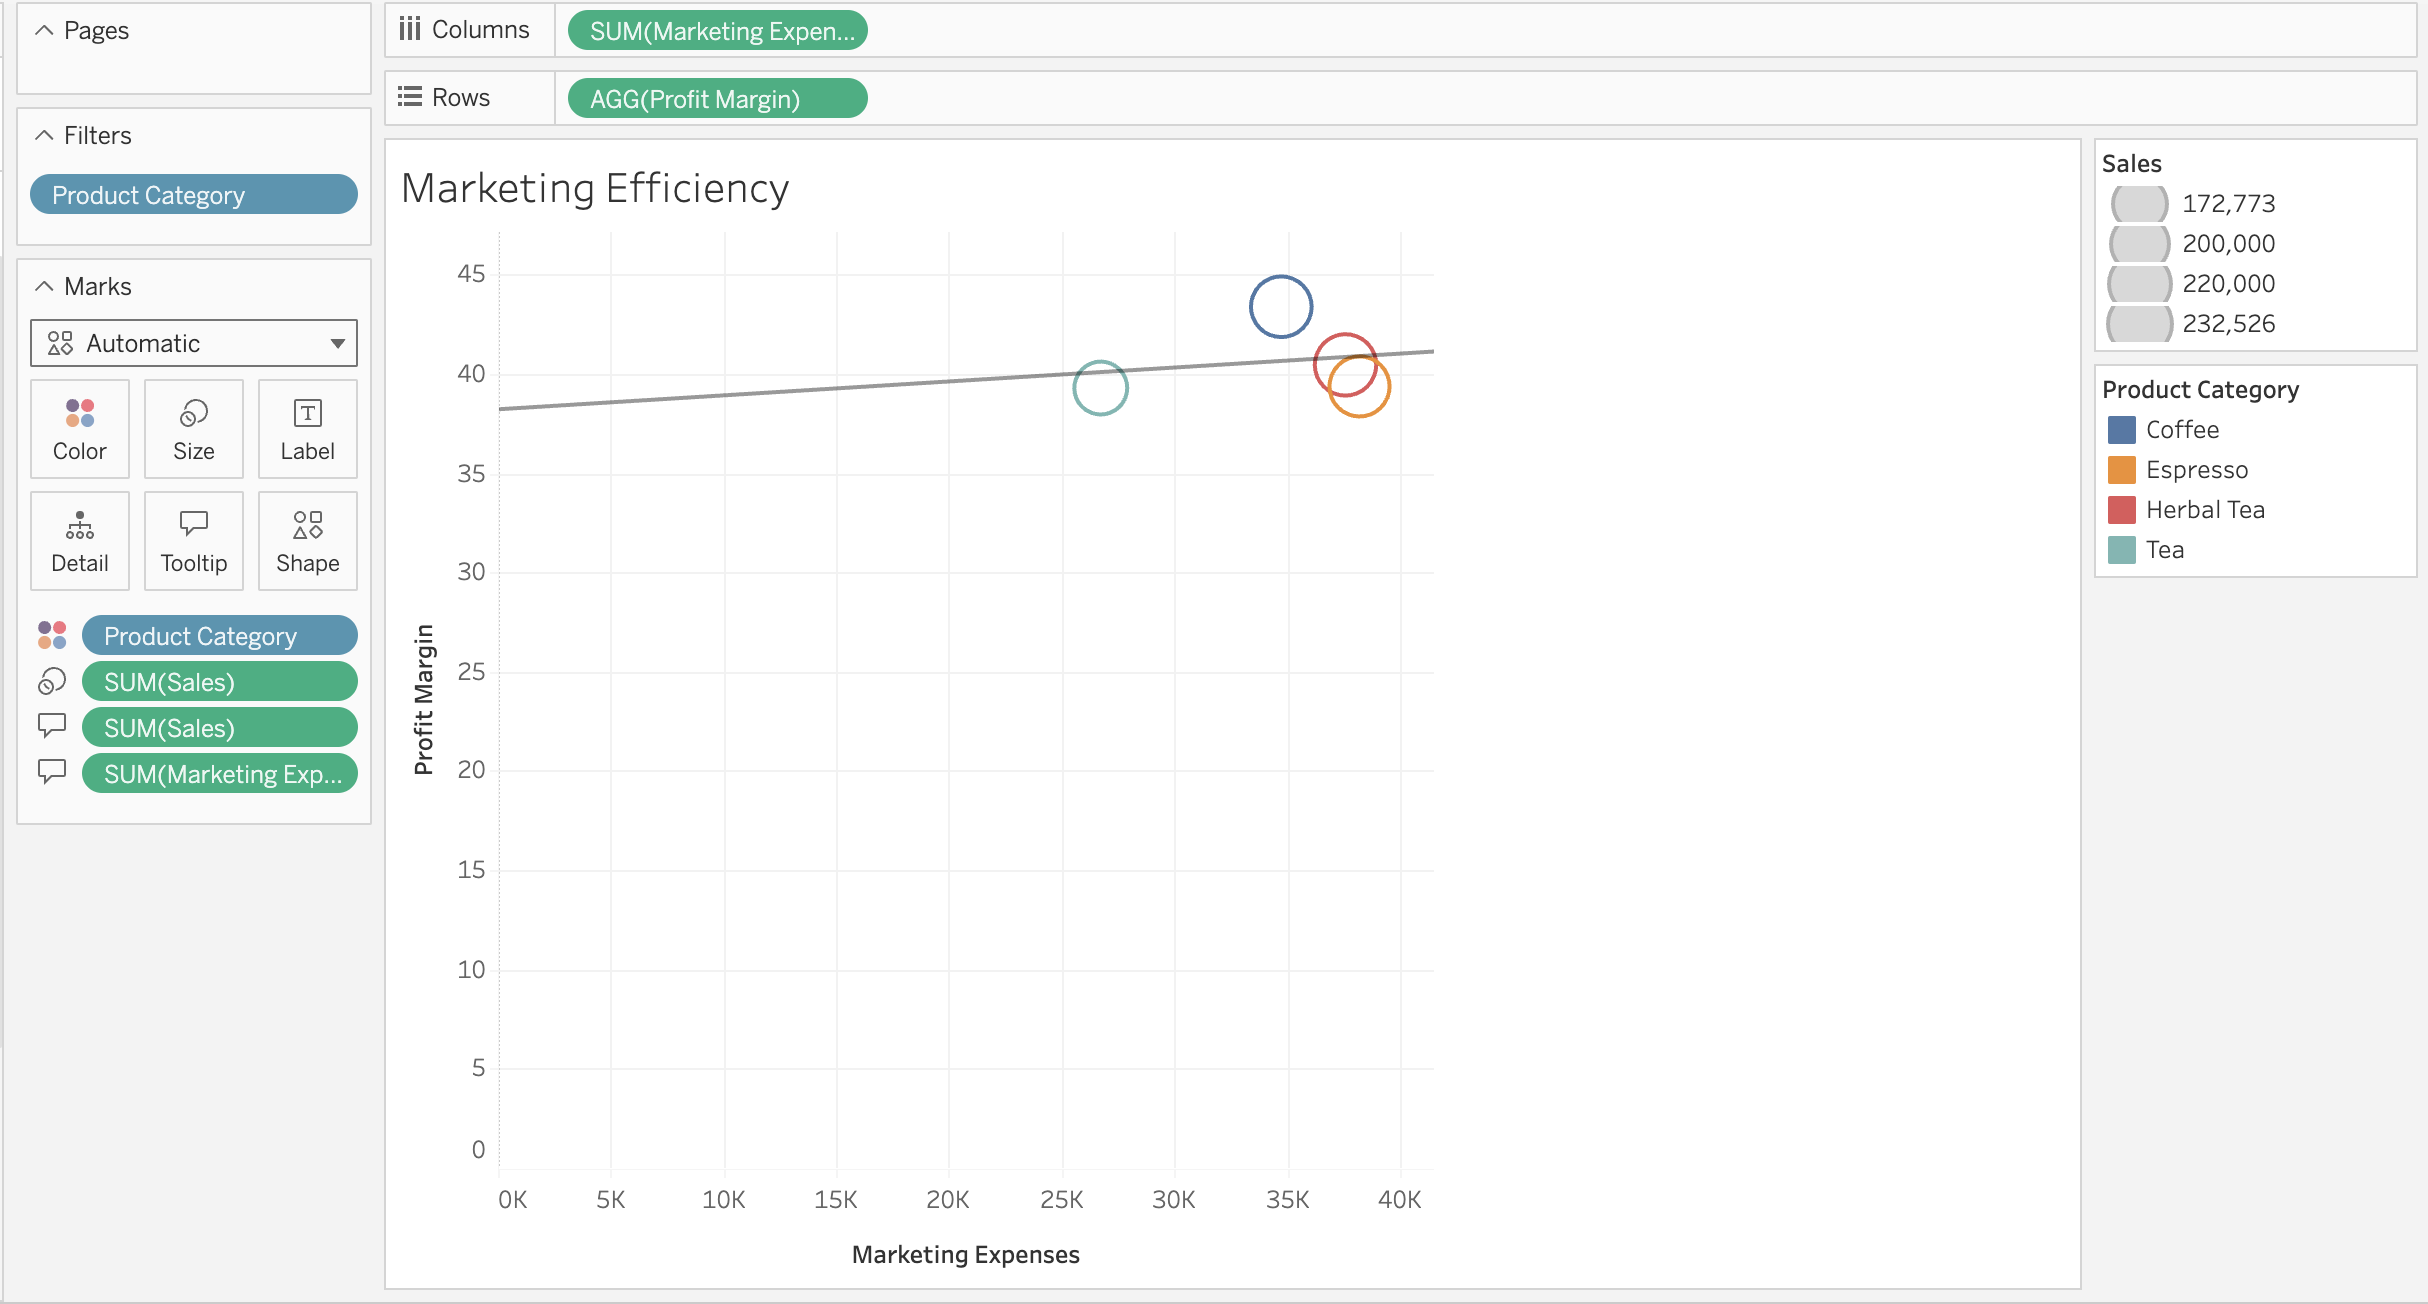 Pages
Filters
Product Category
Marks
Automatic
Color
Size
Label
Detail
Tooltip
Shape
Product Category
SUM(Sales)
SUM(Sales)
SUM(Marketing Exp...
Columns
SUM(Marketing Expen...
Rows
AGG(Profit Margin)
Marketing Efficiency
45
40
35
30
25
20
15
10
5
0
Profit Margin
0K 5K 10K 15K 20K 25K 30K 35K 40K
Marketing Expenses
Sales
172,773
200,000
220,000
232,526
Product Category
Coffee
Espresso
Herbal Tea
Tea